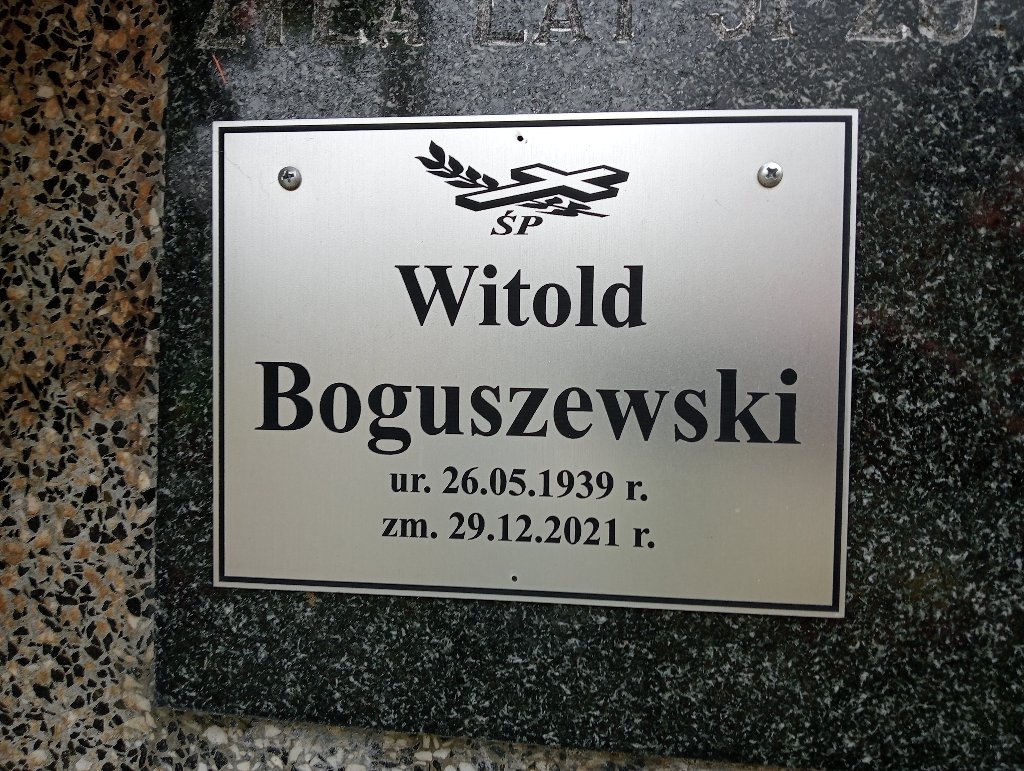 ŚP
Witold
Boguszewski
ur. 26.05.1939 r.
zm. 29.12.2021 r.